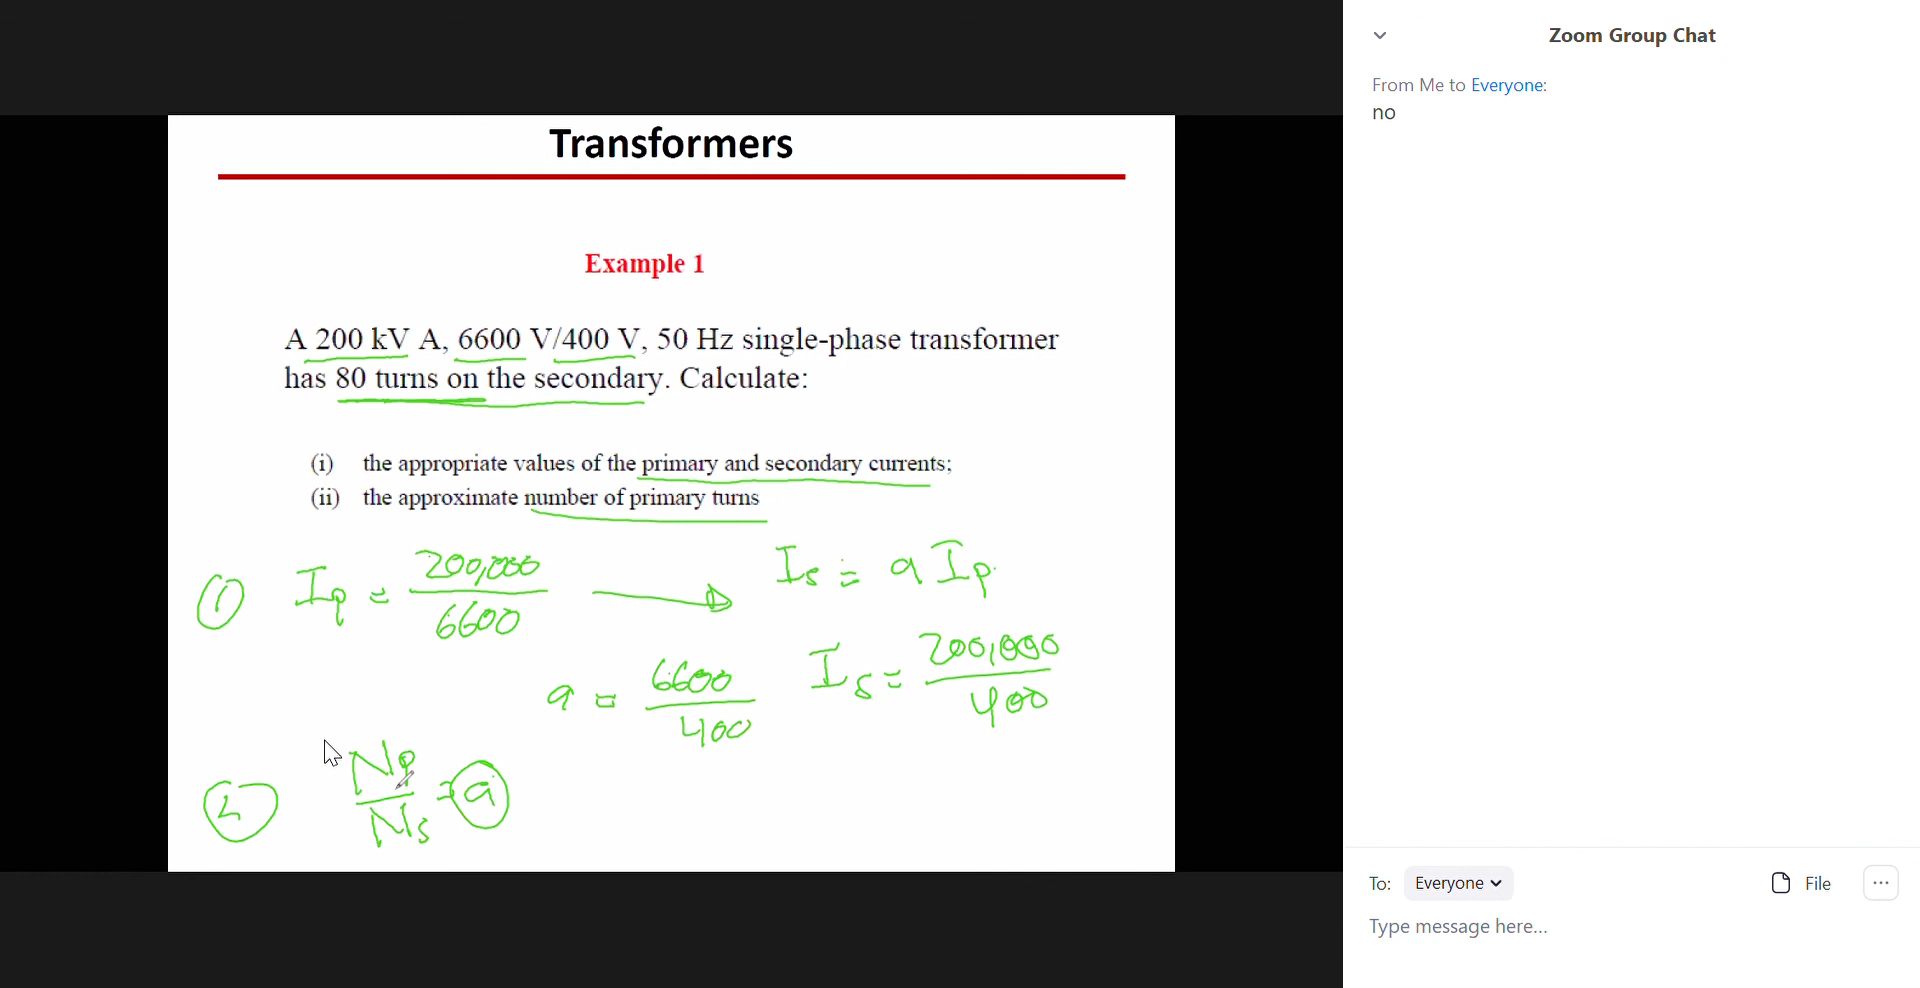 Transformers
Example 1
A 200 kV A, 6600 V/400 V, 50 Hz single-phase transformer
has 80 turns on the secondary. Calculate:
(i) the appropriate values of the primary and secondary currents;
(ii) the approximate number of primary turns
① Ip = 200,000 / 6600 → Is = a Ip
a = 6600 / 400
Is = 200,000 / 400
② Np / Ns = a
Zoom Group Chat
From Me to Everyone:
no
To: Everyone File ...
Type message here...